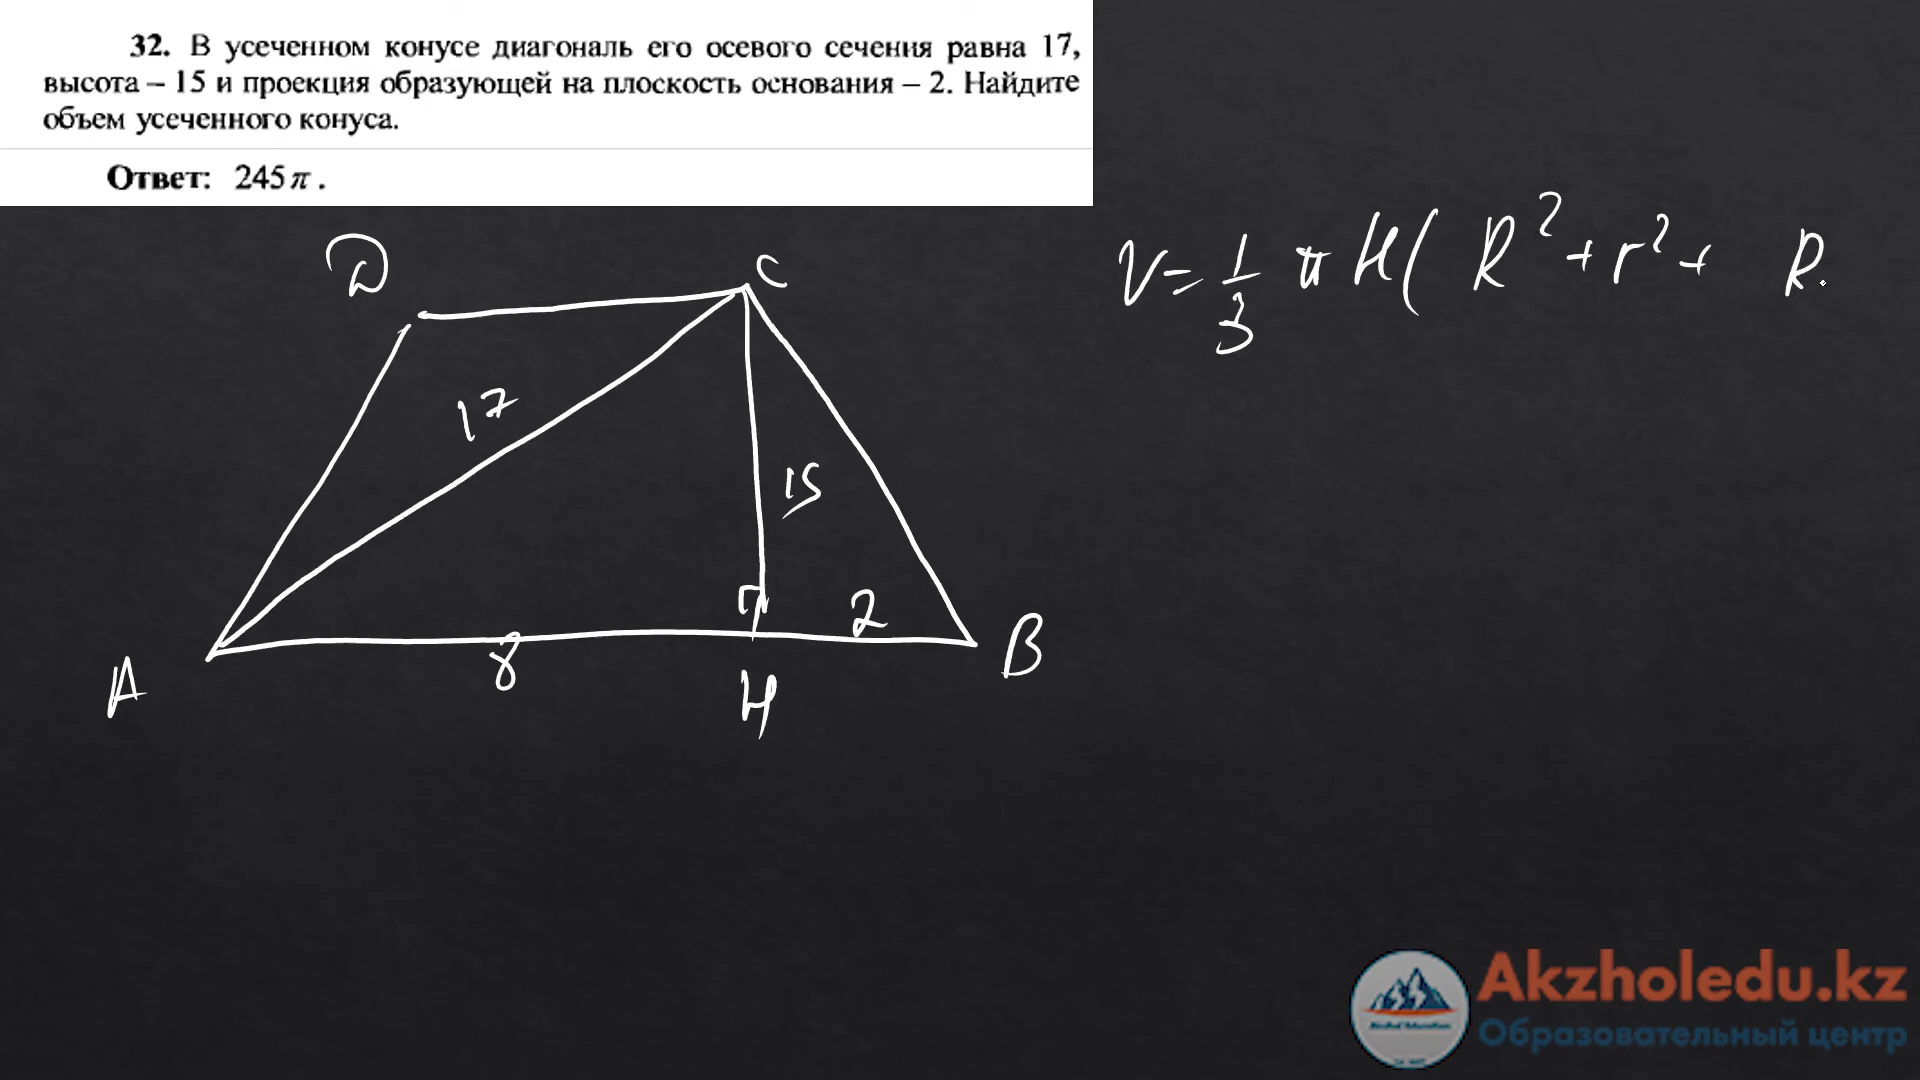 32. В усеченном конусе диагональ его осевого сечения равна 17,
высота – 15 и проекция образующей на плоскость основания – 2. Найдите
объем усеченного конуса.
Ответ: 245π.
D
C
V = 1/3 π H ( R² + r² + R.
17
15
2
8
A
H
B
Akzholedu.kz
Образовательный центр